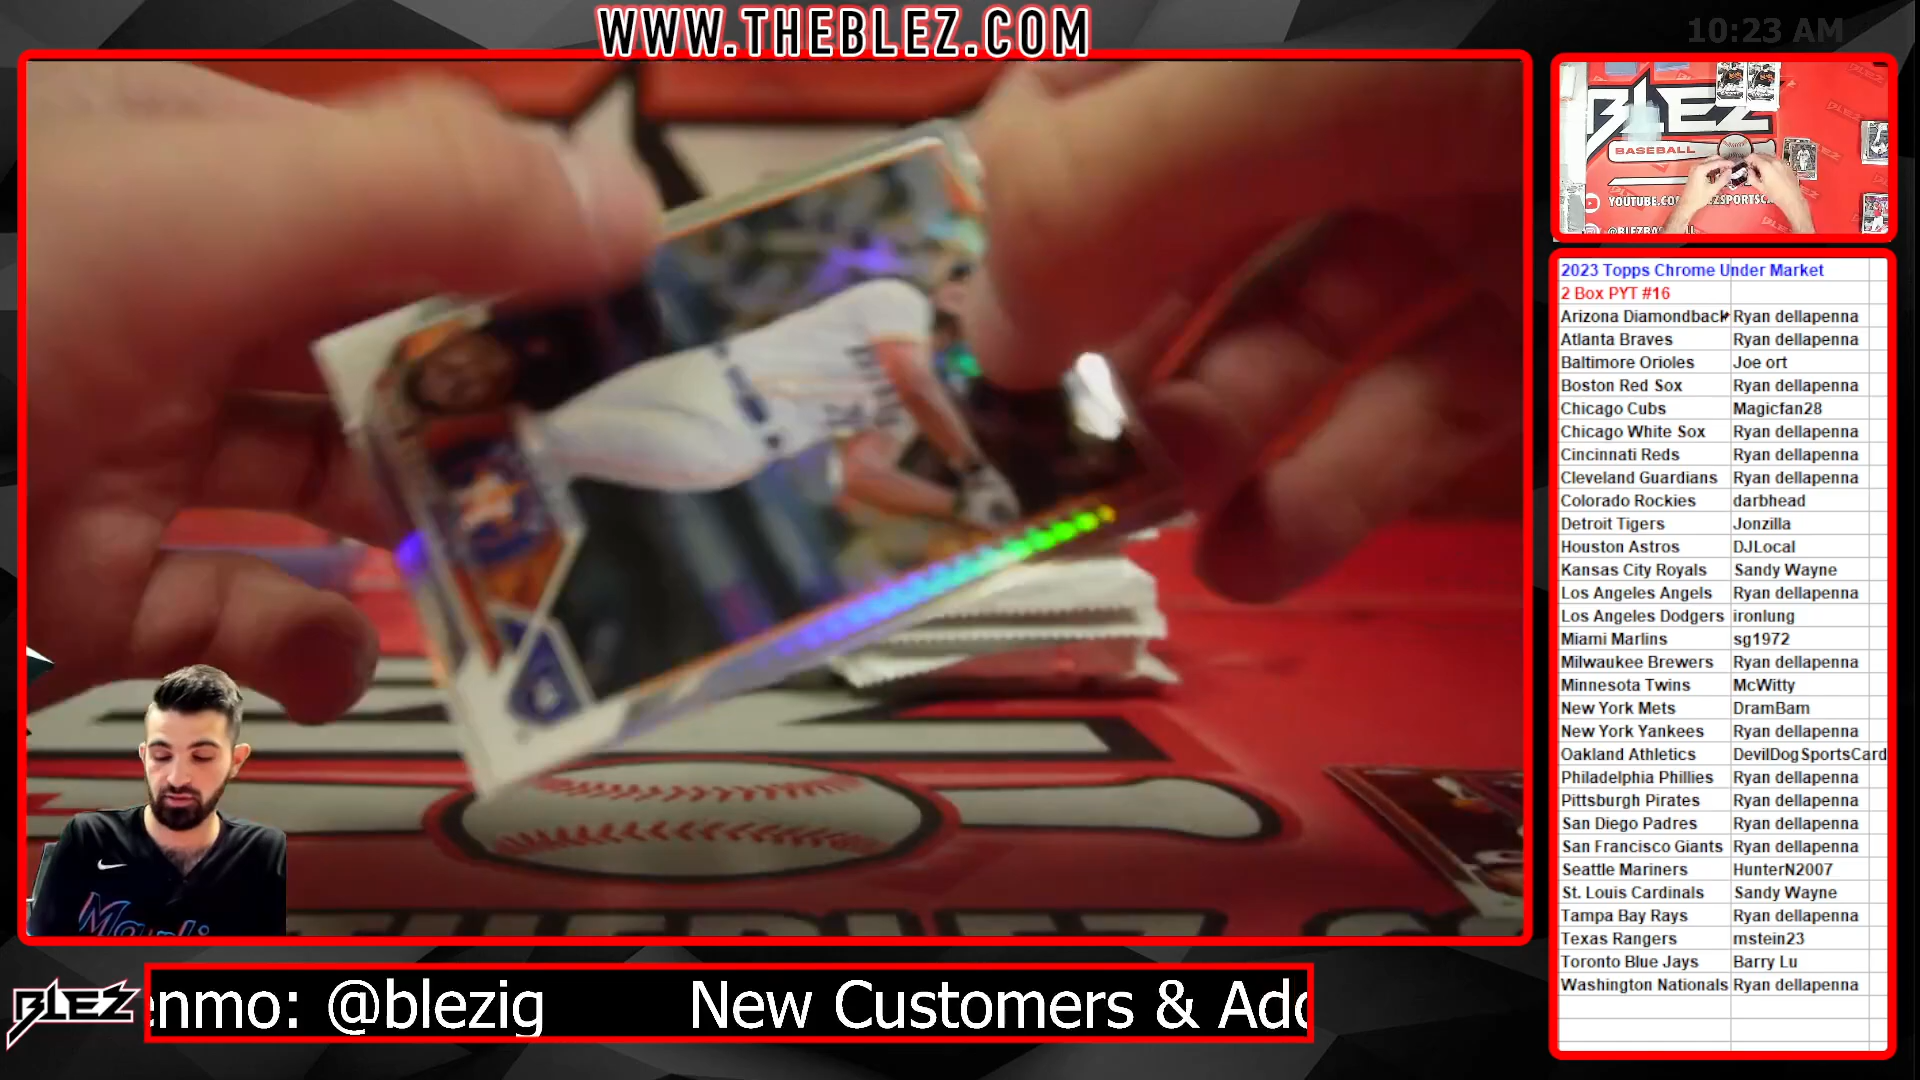 WWW.THEBLEZ.COM
10:23 AM
BLEZ
BASEBALL
2023 Topps Chrome Under Market
2 Box PYT #16
Arizona Diamondback Ryan dellapenna
Atlanta Braves Ryan dellapenna
Baltimore Orioles Joe ort
Boston Red Sox Ryan dellapenna
Chicago Cubs Magicfan28
Chicago White Sox Ryan dellapenna
Cincinnati Reds Ryan dellapenna
Cleveland Guardians Ryan dellapenna
Colorado Rockies darbhead
Detroit Tigers Jonzilla
Houston Astros DJLocal
Kansas City Royals Sandy Wayne
Los Angeles Angels Ryan dellapenna
Los Angeles Dodgers ironlung
Miami Marlins sg1972
Milwaukee Brewers Ryan dellapenna
Minnesota Twins McWitty
New York Mets DramBam
New York Yankees Ryan dellapenna
Oakland Athletics DevilDogSportsCard
Philadelphia Phillies Ryan dellapenna
Pittsburgh Pirates Ryan dellapenna
San Diego Padres Ryan dellapenna
San Francisco Giants Ryan dellapenna
Seattle Mariners HunterN2007
St. Louis Cardinals Sandy Wayne
Tampa Bay Rays Ryan dellapenna
Texas Rangers mstein23
Toronto Blue Jays Barry Lu
Washington Nationals Ryan dellapenna
BLEZ
enmo: @blezig New Customers & Add